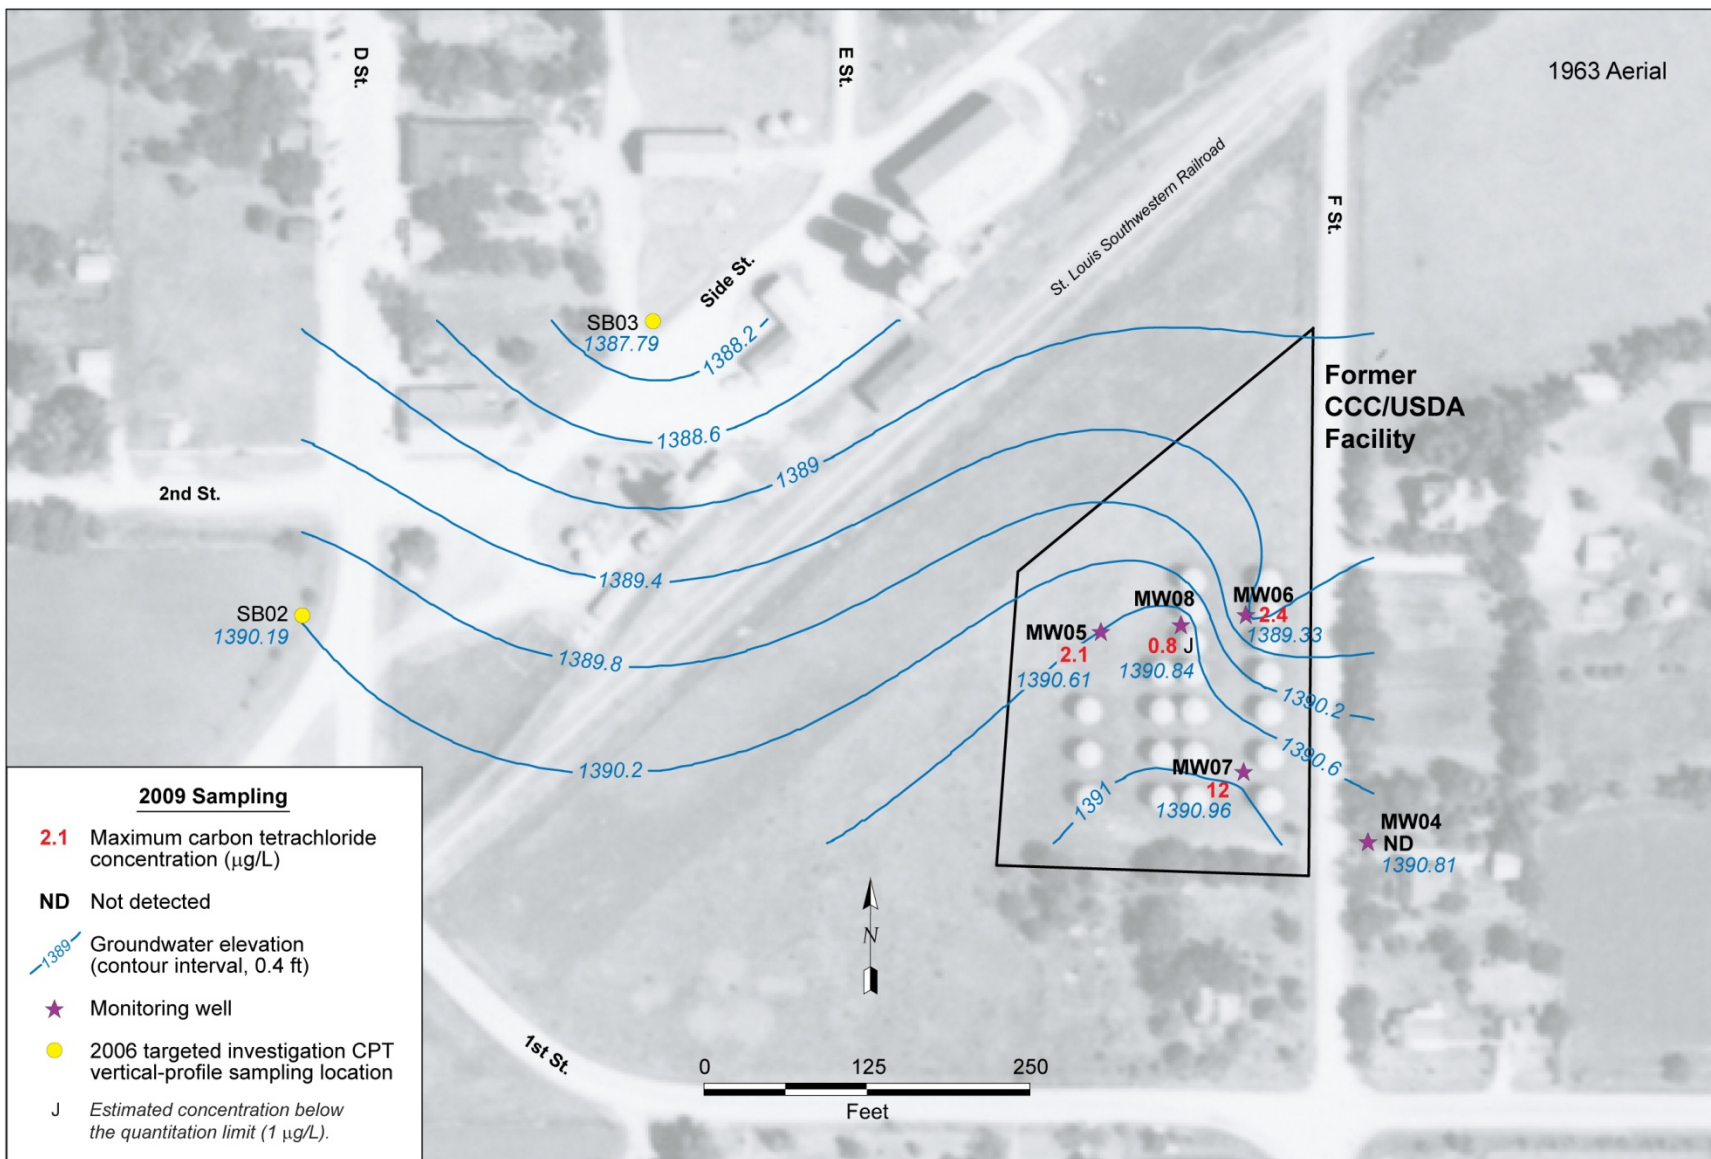 D St.
E St.
1963 Aerial
St. Louis Southwestern Railroad
F St.
Side St.
SB03
1387.79
1388.2
Former
CCC/USDA
Facility
1388.6
1389
2nd St.
1389.4
SB02
1390.19
1389.8
MW08
MW06
2.4
1389.33
MW05
2.1
1390.61
0.8 J
1390.84
1390.2
1390.2
1390.6
MW07
12
1390.96
1391
MW04
ND
1390.81
N
1st St.
0 125 250
Feet
2009 Sampling
2.1 Maximum carbon tetrachloride
concentration (μg/L)
ND Not detected
1389 Groundwater elevation
(contour interval, 0.4 ft)
Monitoring well
2006 targeted investigation CPT
vertical-profile sampling location
J Estimated concentration below
the quantitation limit (1 μg/L).